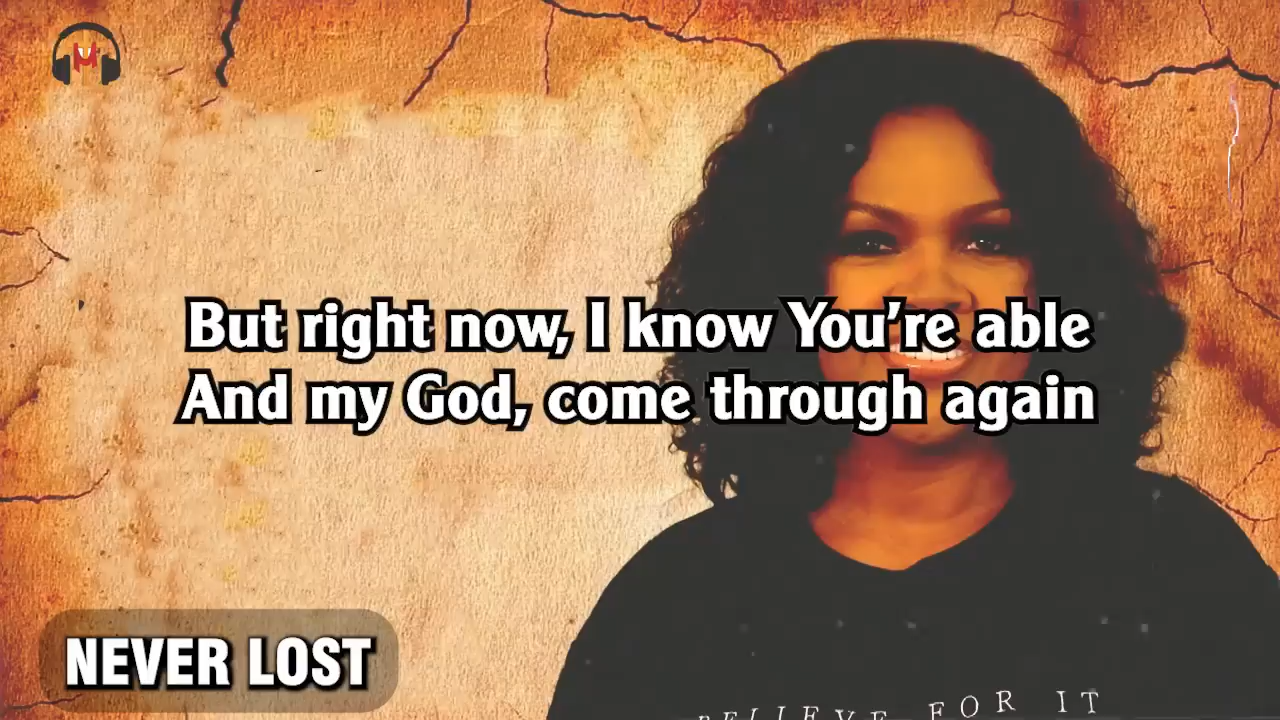 But right now, I know You're able
And my God, come through again
NEVER LOST
BELIEVE FOR IT